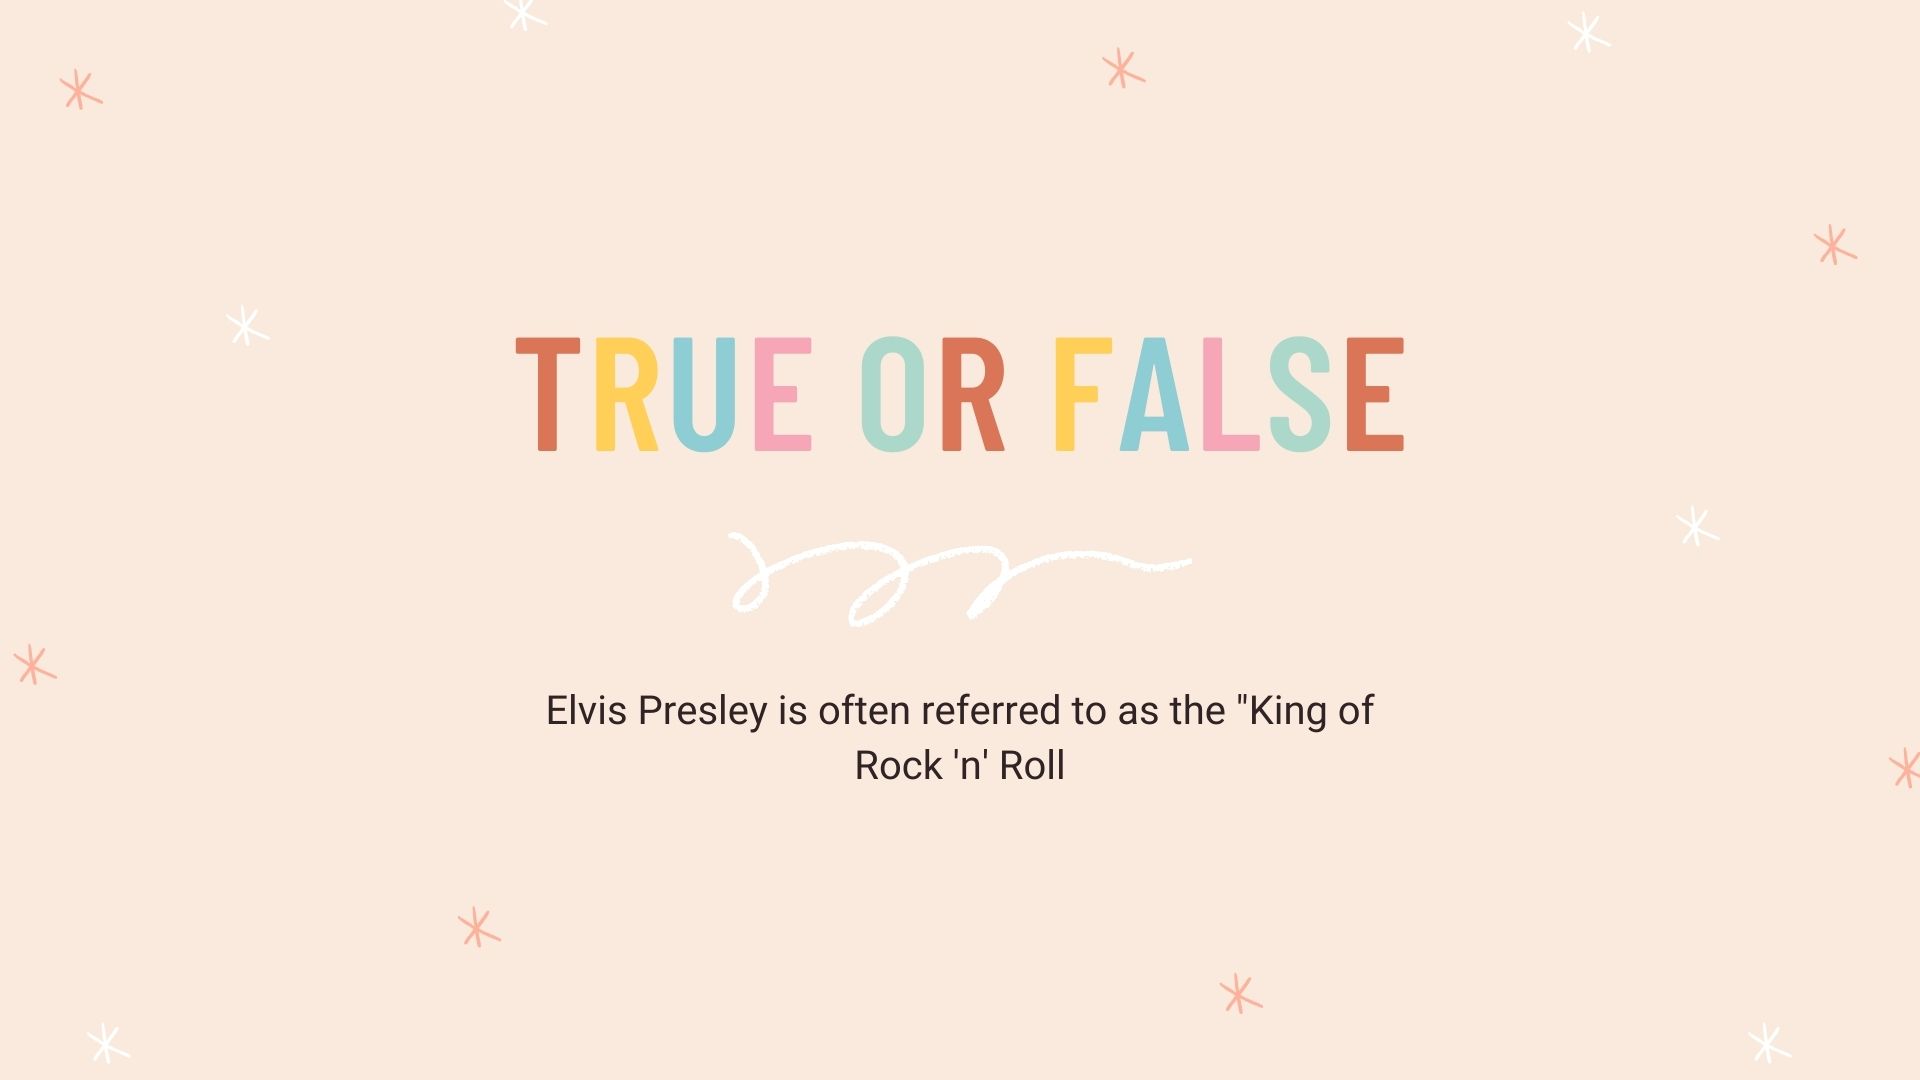 TRUE OR FALSE
Elvis Presley is often referred to as the "King of
Rock 'n' Roll